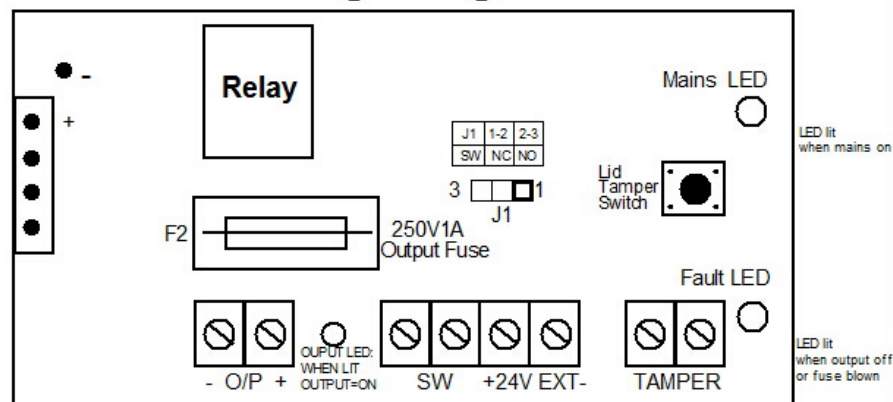 -
+
Relay
Mains LED
LED lit
when mains on
J1 1-2 2-3
SW NC NO
3 1
J1
Lid
Tamper
Switch
F2
250V1A
Output Fuse
Fault LED
LED lit
when output off
or fuse blown
OUPUT LED:
WHEN LIT
OUTPUT=ON
- O/P +
SW
+24V EXT-
TAMPER